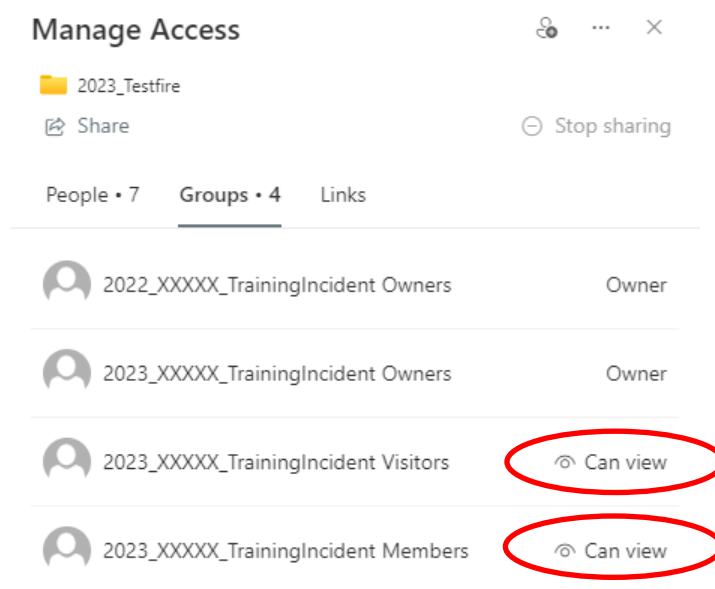 Manage Access
2023_Testfire
Share
Stop sharing
People • 7 Groups • 4 Links
2022_XXXXX_TrainingIncident Owners Owner
2023_XXXXX_TrainingIncident Owners Owner
2023_XXXXX_TrainingIncident Visitors Can view
2023_XXXXX_TrainingIncident Members Can view